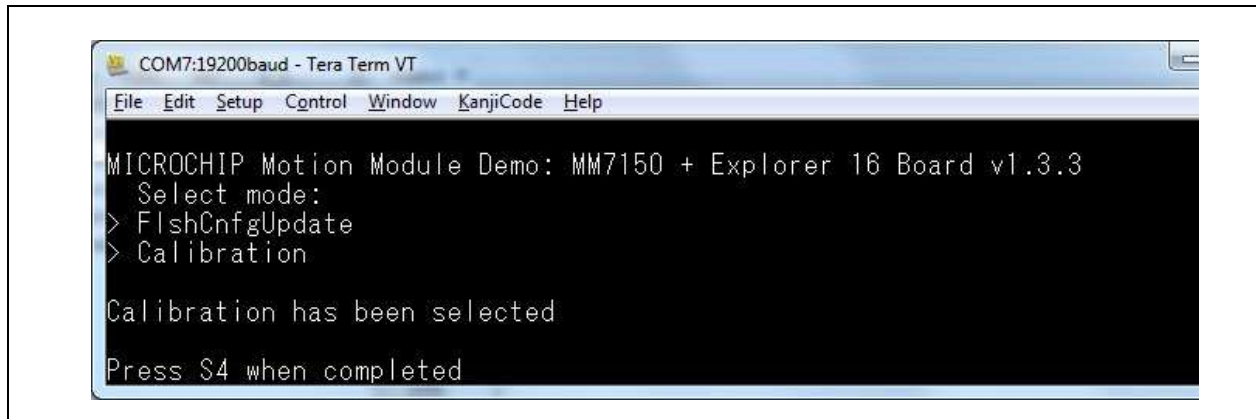 COM7:19200baud - Tera Term VT
File Edit Setup Control Window KanjiCode Help
MICROCHIP Motion Module Demo: MM7150 + Explorer 16 Board v1.3.3
Select mode:
> FlshCnfgUpdate
> Calibration
Calibration has been selected
Press S4 when completed